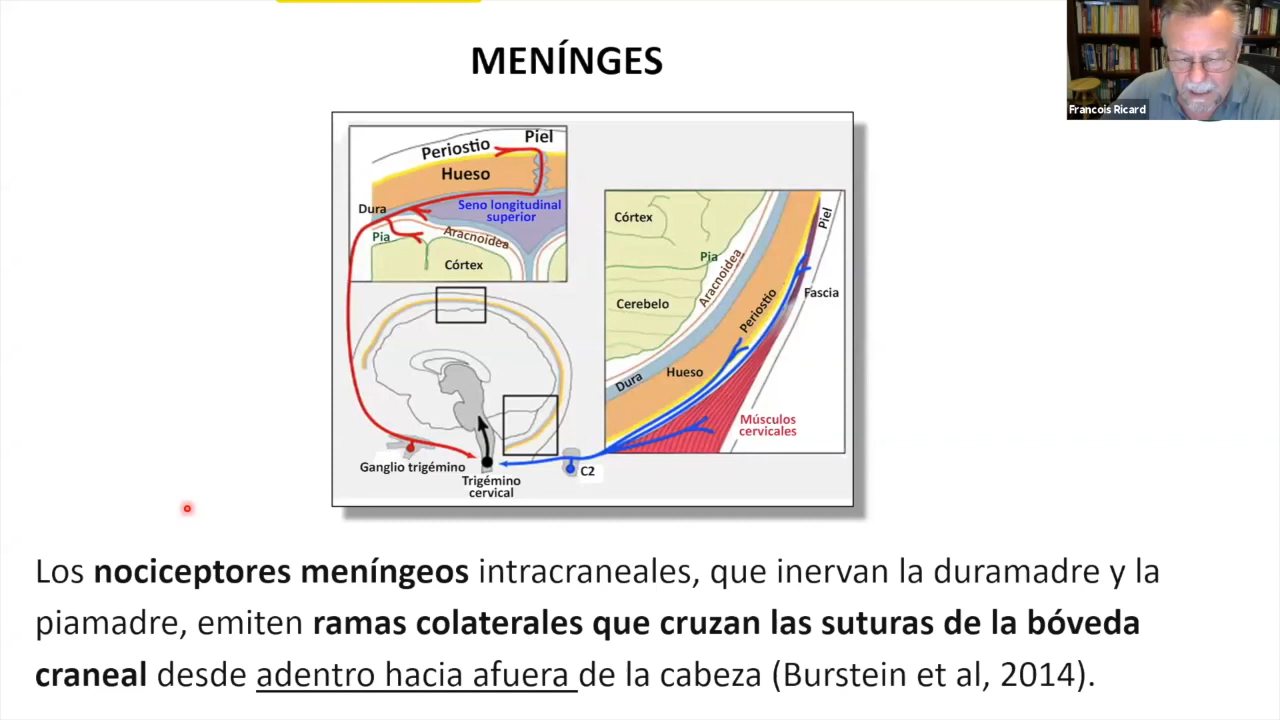 MENÍNGES
Francois Ricard
Piel
Periostio
Hueso
Dura
Seno longitudinal
superior
Pia
Aracnoidea
Córtex
Córtex
Piel
Pia
Aracnoidea
Cerebelo
Periostio
Fascia
Dura
Hueso
Músculos
cervicales
Ganglio trigémino
Trigémino
cervical
C2
Los nociceptores meníngeos intracraneales, que inervan la duramadre y la
piamadre, emiten ramas colaterales que cruzan las suturas de la bóveda
craneal desde adentro hacia afuera de la cabeza (Burstein et al, 2014).